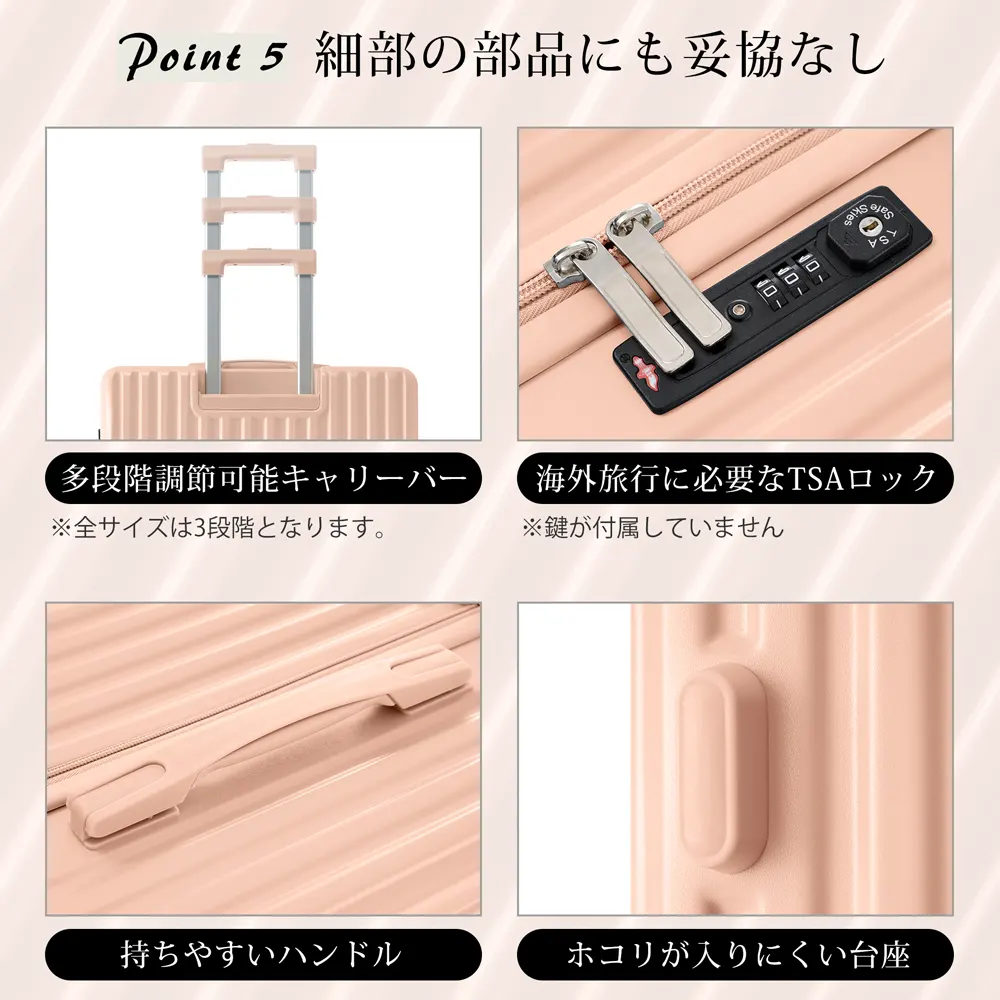 Point 5 細部の部品にも妥協なし
Safe Skies
TSA
000
多段階調節可能キャリーバー
海外旅行に必要なTSAロック
※全サイズは3段階となります。
※鍵が付属していません
持ちやすいハンドル
ホコリが入りにくい台座